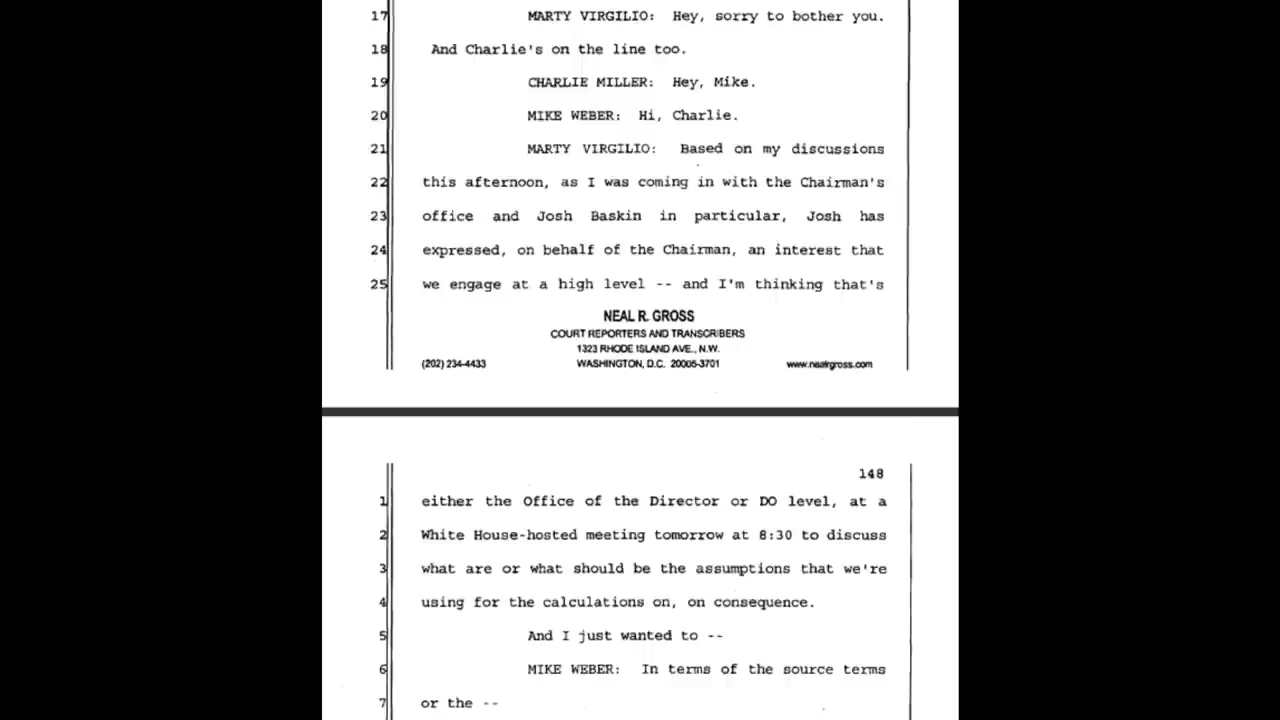 17 MARTY VIRGILIO: Hey, sorry to bother you.
18 And Charlie's on the line too.
19 CHARLIE MILLER: Hey, Mike.
20 MIKE WEBER: Hi, Charlie.
21 MARTY VIRGILIO: Based on my discussions
22 this afternoon, as I was coming in with the Chairman's
23 office and Josh Baskin in particular, Josh has
24 expressed, on behalf of the Chairman, an interest that
25 we engage at a high level -- and I'm thinking that's
NEAL R. GROSS
COURT REPORTERS AND TRANSCRIBERS
1323 RHODE ISLAND AVE., N.W.
(202) 234-4433 WASHINGTON, D.C. 20005-3701 www.nealrgross.com
148
1 either the Office of the Director or DO level, at a
2 White House-hosted meeting tomorrow at 8:30 to discuss
3 what are or what should be the assumptions that we're
4 using for the calculations on, on consequence.
5 And I just wanted to --
6 MIKE WEBER: In terms of the source terms
7 or the --